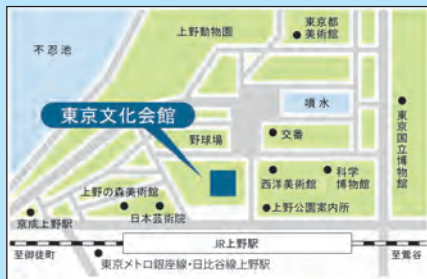 東京都
美術館
上野動物園
不忍池
噴水
東京文化会館
野球場
交番
東京国立博物館
西洋美術館
科学
博物館
上野の森美術館
日本芸術院
上野公園案内所
京成上野駅
JR上野駅
至御徒町
至鶯谷
東京メトロ銀座線・日比谷線上野駅